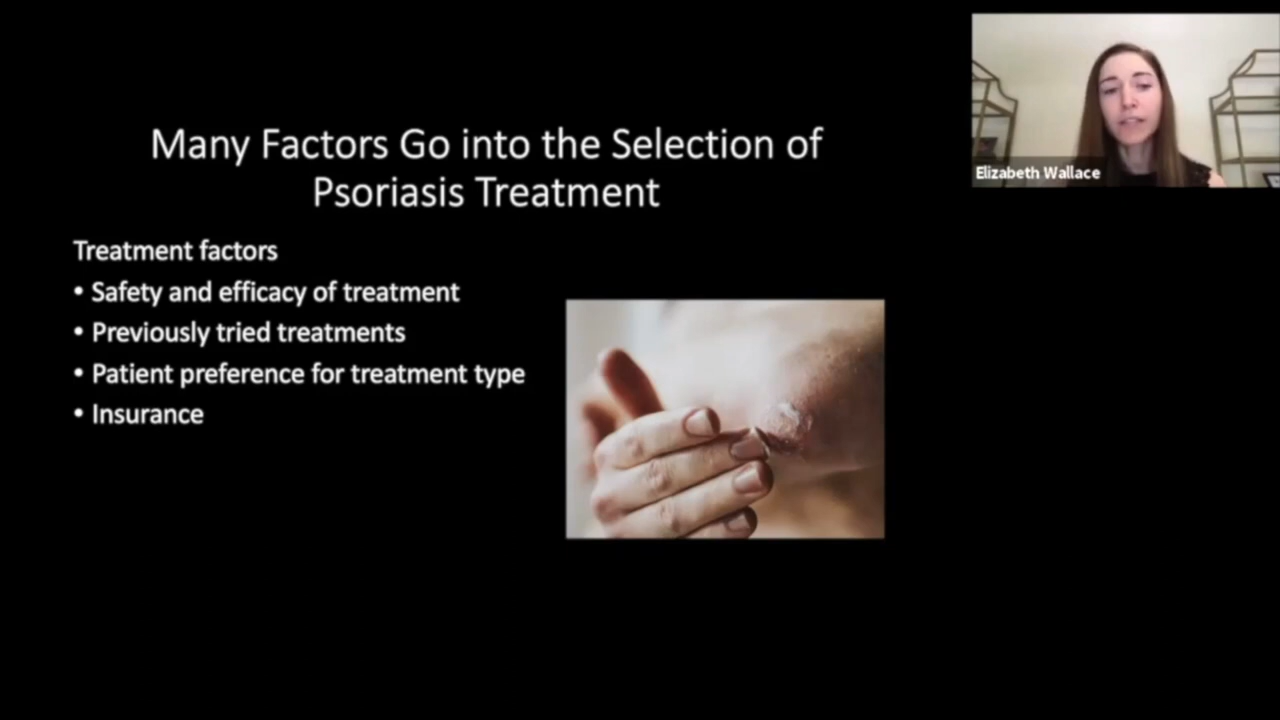 Many Factors Go into the Selection of
Psoriasis Treatment
Treatment factors
• Safety and efficacy of treatment
• Previously tried treatments
• Patient preference for treatment type
• Insurance
Elizabeth Wallace